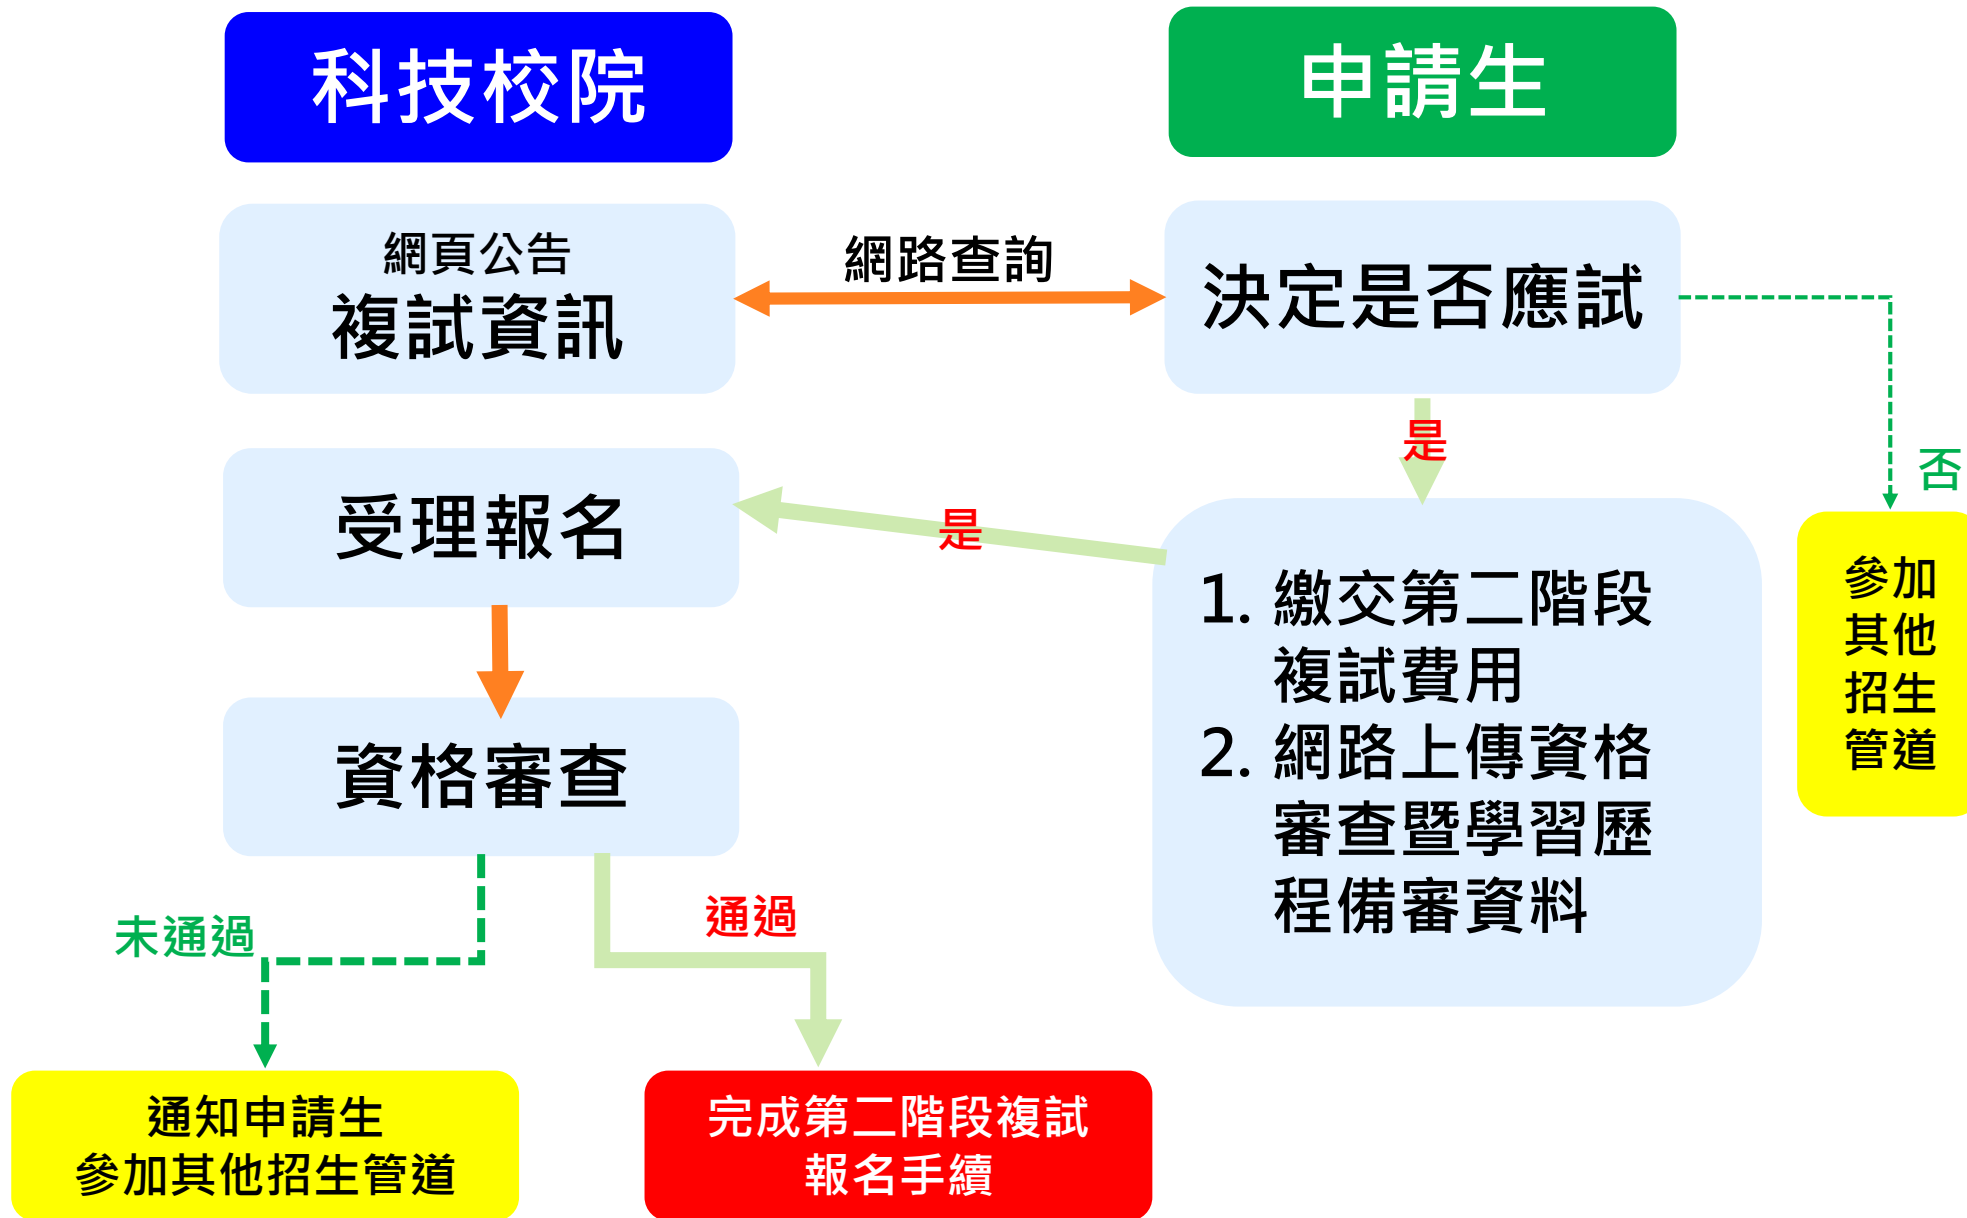 科技校院
申請生
網頁公告
複試資訊
網路查詢
決定是否應試
是
否
受理報名
是
1. 繳交第二階段
複試費用
2. 網路上傳資格
審查暨學習歷
程備審資料
參加
其他
招生
管道
資格審查
未通過
通過
通知申請生
參加其他招生管道
完成第二階段複試
報名手續